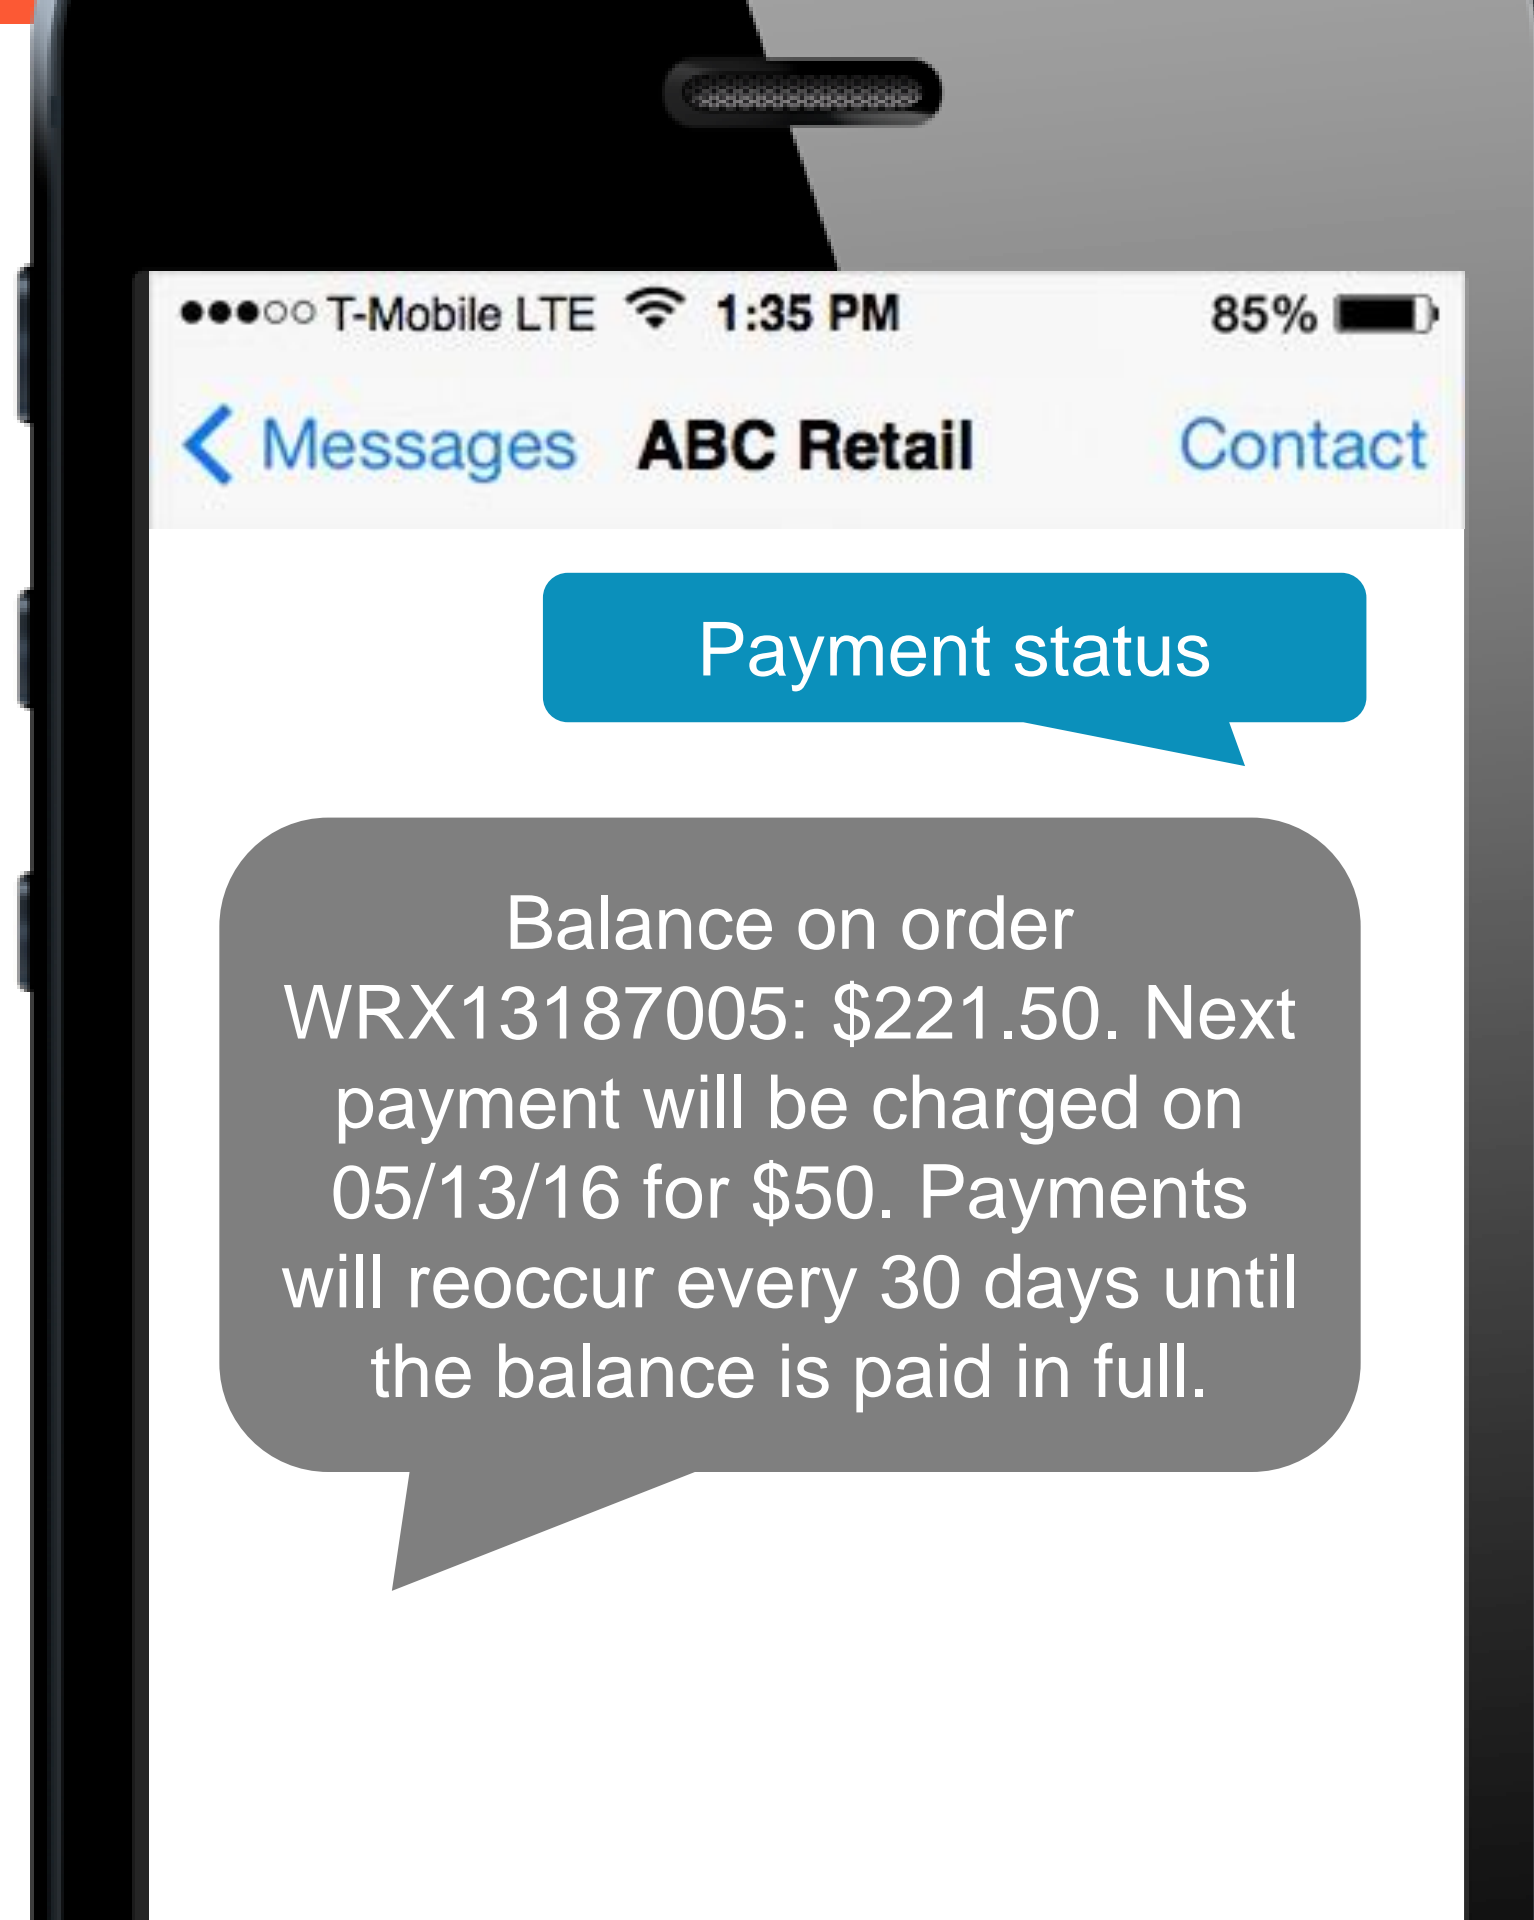 ●●●○○ T-Mobile LTE 1:35 PM 85%
Messages ABC Retail Contact
Payment status
Balance on order
WRX13187005: $221.50. Next
payment will be charged on
05/13/16 for $50. Payments
will reoccur every 30 days until
the balance is paid in full.